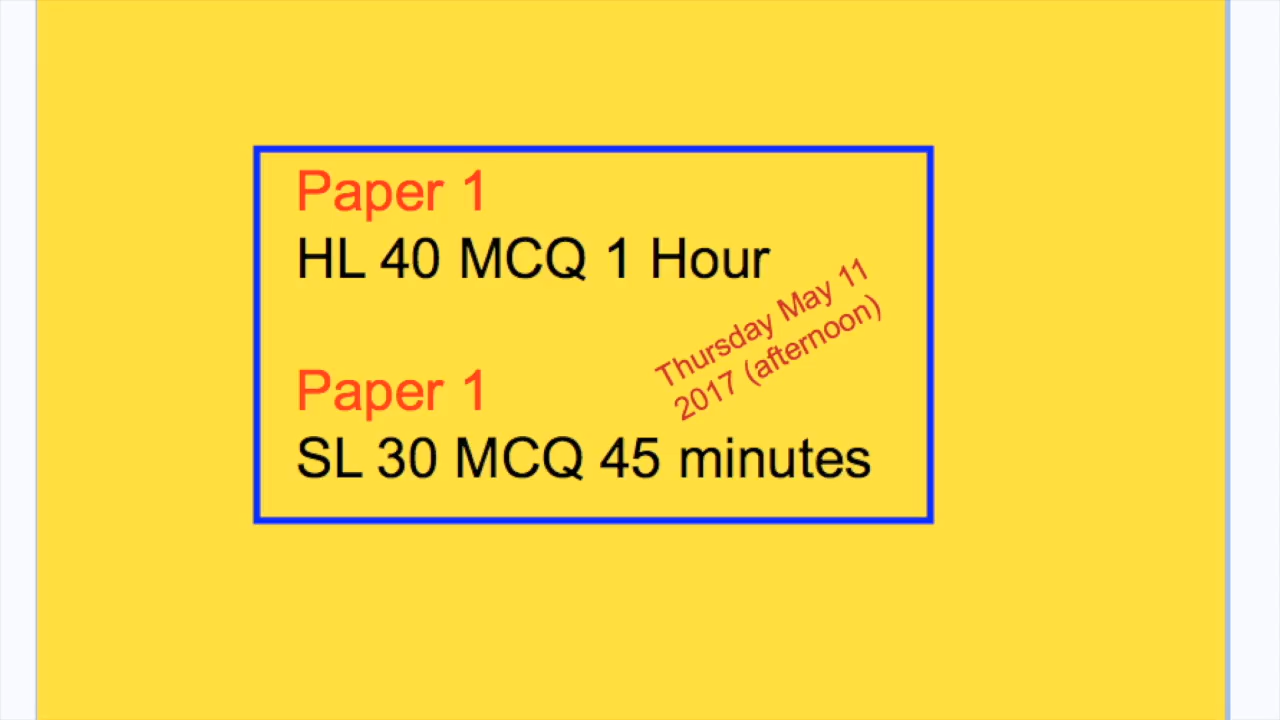 Paper 1
HL 40 MCQ 1 Hour
Thursday May 11
2017 (afternoon)
Paper 1
SL 30 MCQ 45 minutes